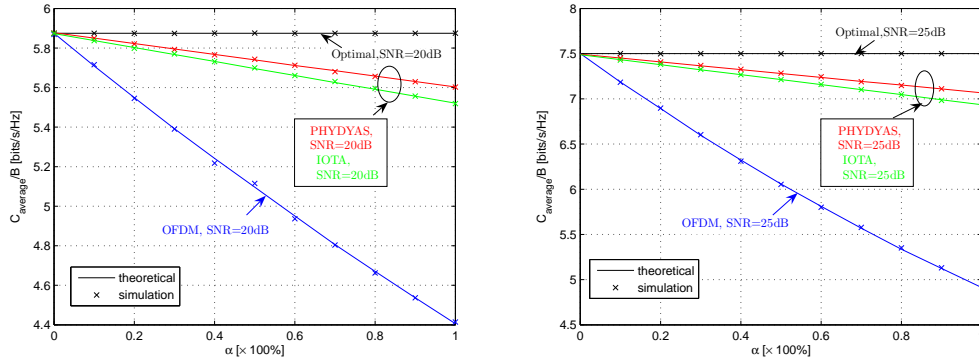 6
5.8
5.6
5.4
5.2
5
4.8
4.6
4.4
C_average/B [bits/s/Hz]
Optimal,SNR=20dB
PHYDYAS,
SNR=20dB
IOTA,
SNR=20dB
OFDM, SNR=20dB
theoretical
simulation
0 0.2 0.4 0.6 0.8 1
α [×100%]
8.5
8
7.5
7
6.5
6
5.5
5
4.5
C_average/B [bits/s/Hz]
Optimal,SNR=25dB
PHYDYAS,
SNR=25dB
IOTA,
SNR=25dB
OFDM, SNR=25dB
theoretical
simulation
0 0.2 0.4 0.6 0.8
α [×100%]